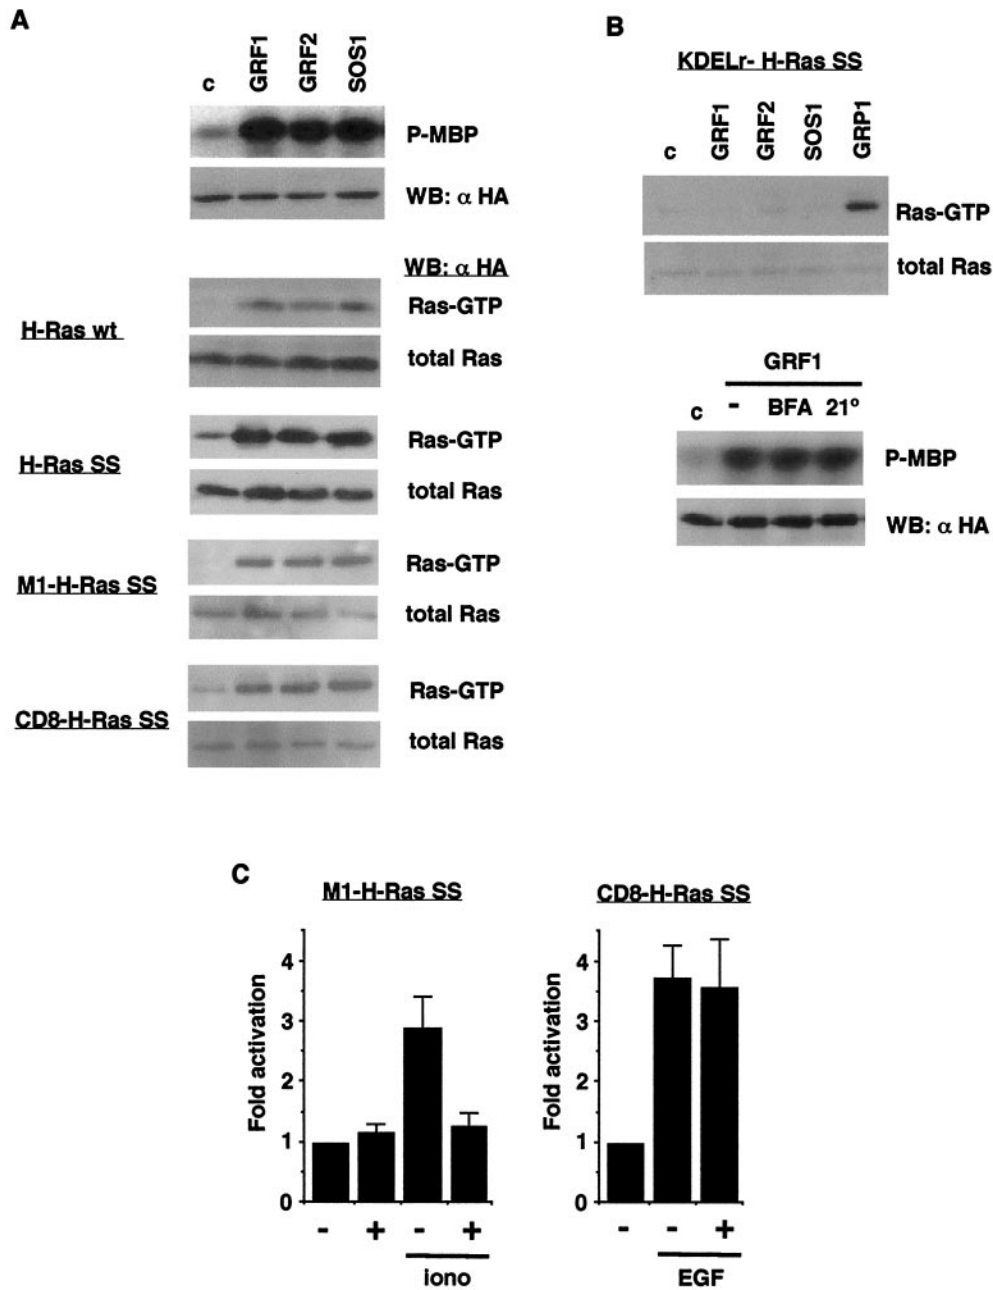 A
c GRF1 GRF2 SOS1
P-MBP
WB: α HA
WB: α HA
H-Ras wt
Ras-GTP
total Ras
H-Ras SS
Ras-GTP
total Ras
M1-H-Ras SS
Ras-GTP
total Ras
CD8-H-Ras SS
Ras-GTP
total Ras
B
KDELr- H-Ras SS
c GRF1 GRF2 SOS1 GRP1
Ras-GTP
total Ras
GRF1
c - BFA 21º
P-MBP
WB: α HA
C
M1-H-Ras SS
Fold activation
4
3
2
1
0
- + - +
iono
CD8-H-Ras SS
Fold activation
4
3
2
1
0
- - +
EGF